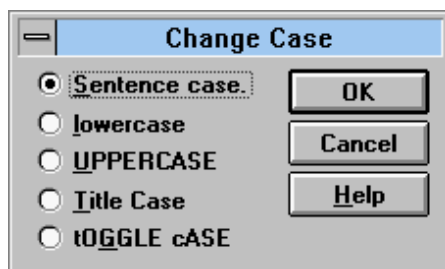 Change Case
Sentence case.
lowercase
UPPERCASE
Title Case
tOGGLE cASE
OK
Cancel
Help